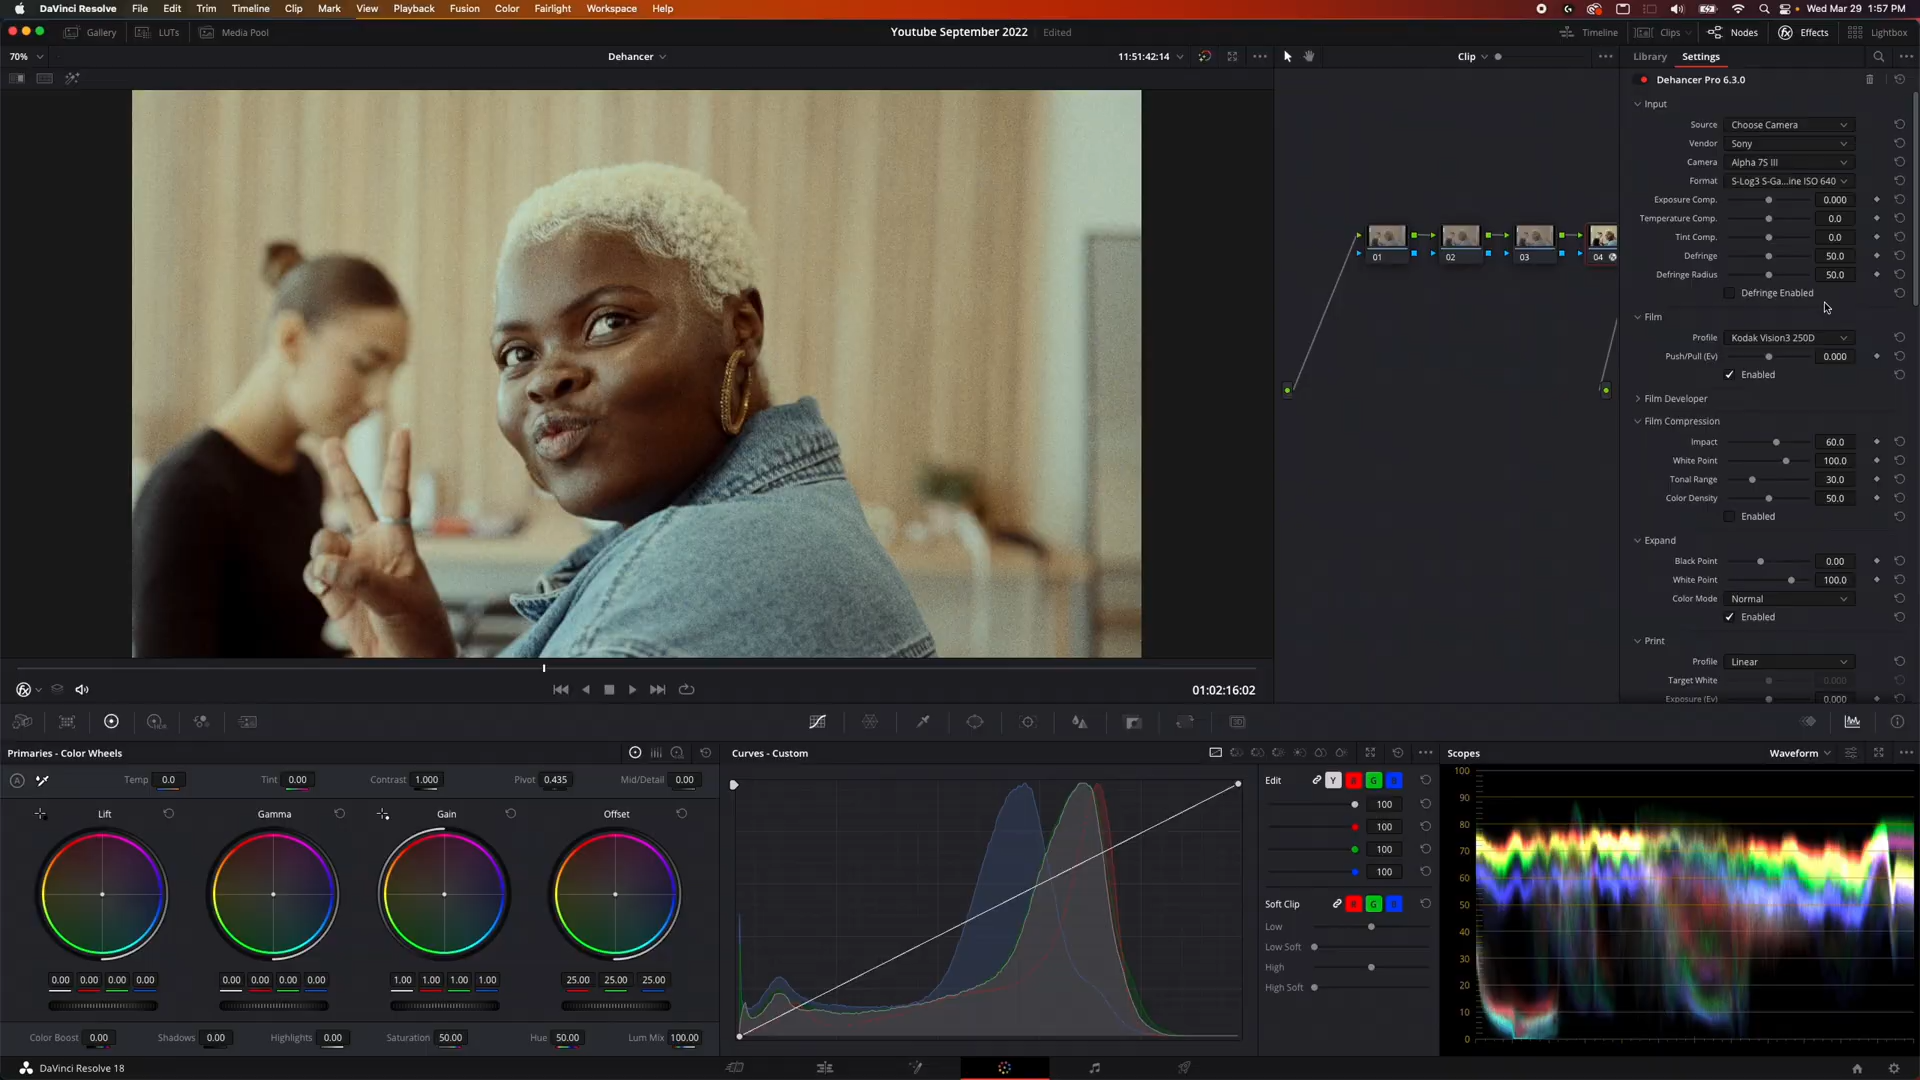 DaVinci Resolve File Edit Trim Timeline Clip Mark View Playback Fusion Color Fairlight Workspace Help Wed Mar 29 1:57 PM
Gallery LUTs Media Pool Youtube September 2022 Edited Timeline Clips Nodes Effects Lightbox
70% Dehancer 11:51:42:14 Clip Library Settings
Dehancer Pro 6.3.0
Input
Source Choose Camera
Vendor Sony
Camera Alpha 7S III
Format S-Log3 S-Ga...ine ISO 640
Exposure Comp. 0.000
Temperature Comp. 0.0
Tint Comp. 0.0
Defringe 50.0
Defringe Radius 50.0
Defringe Enabled
01 02 03 04
Film
Profile Kodak Vision3 250D
Push/Pull (Ev) 0.000
Enabled
Film Developer
Film Compression
Impact 60.0
White Point 100.0
Tonal Range 30.0
Color Density 50.0
Enabled
Expand
Black Point 0.00
White Point 100.0
Color Mode Normal
Enabled
Print
Profile Linear
Target White 0.000
Exposure (Ev) 0.000
01:02:16:02
Primaries - Color Wheels Curves - Custom Scopes Waveform
Temp 0.0 Tint 0.00 Contrast 1.000 Pivot 0.435 Mid/Detail 0.00
Lift Gamma Gain Offset
0.00 0.00 0.00 0.00 0.00 0.00 0.00 0.00 1.00 1.00 1.00 1.00 25.00 25.00 25.00
Color Boost 0.00 Shadows 0.00 Highlights 0.00 Saturation 50.00 Hue 50.00 Lum Mix 100.00
Edit Y R G B
100
100
100
100
Soft Clip R G B
Low
Low Soft
High
High Soft
100
90
80
70
60
50
40
30
20
10
0
DaVinci Resolve 18